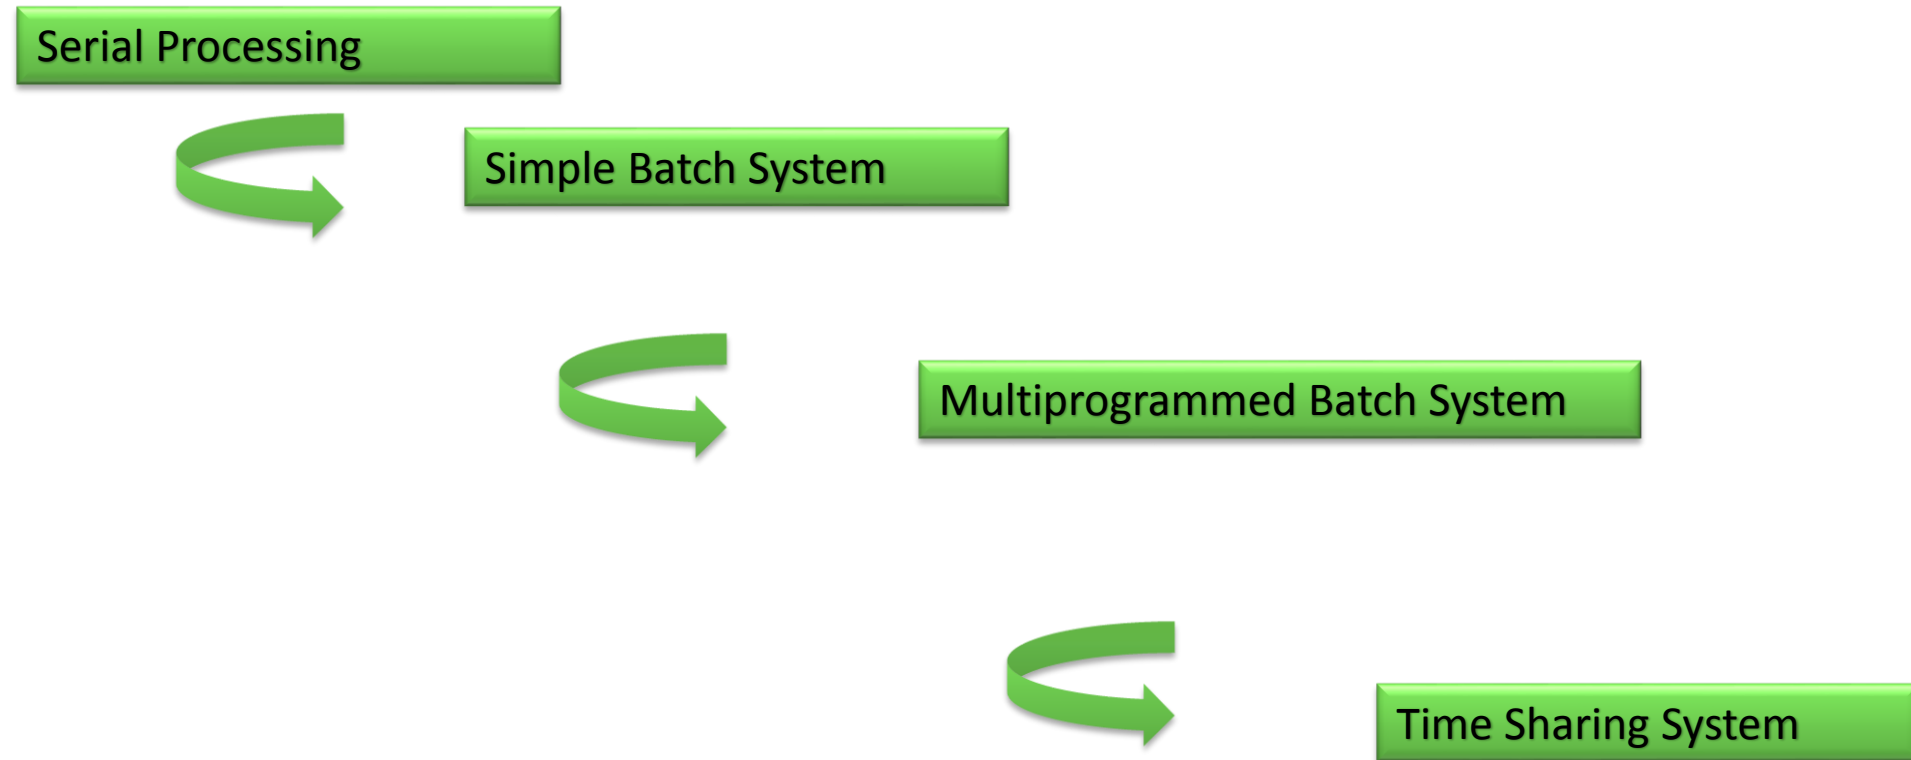 Serial Processing
Simple Batch System
Multiprogrammed Batch System
Time Sharing System